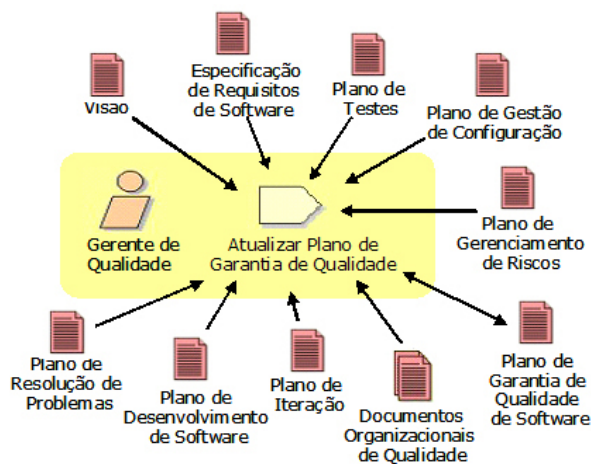 Visão
Especificação
de Requisitos
de Software
Plano de
Testes
Plano de Gestão
de Configuração
Gerente de
Qualidade
Atualizar Plano de
Garantia de Qualidade
Plano de
Gerenciamento
de Riscos
Plano de
Resolução de
Problemas
Plano de
Desenvolvimento
de Software
Plano de
Iteração
Documentos
Organizacionais
de Qualidade
Plano de
Garantia de
Qualidade
de Software